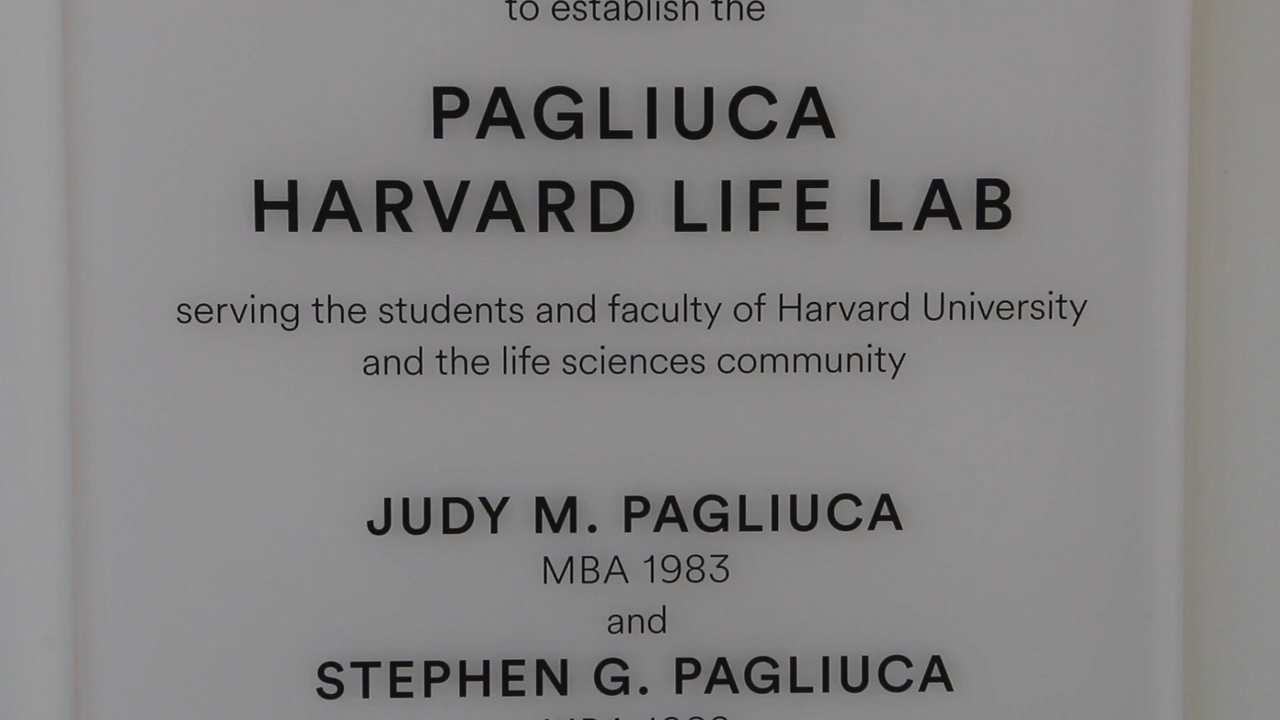 to establish the
PAGLIUCA
HARVARD LIFE LAB
serving the students and faculty of Harvard University
and the life sciences community
JUDY M. PAGLIUCA
MBA 1983
and
STEPHEN G. PAGLIUCA
MBA